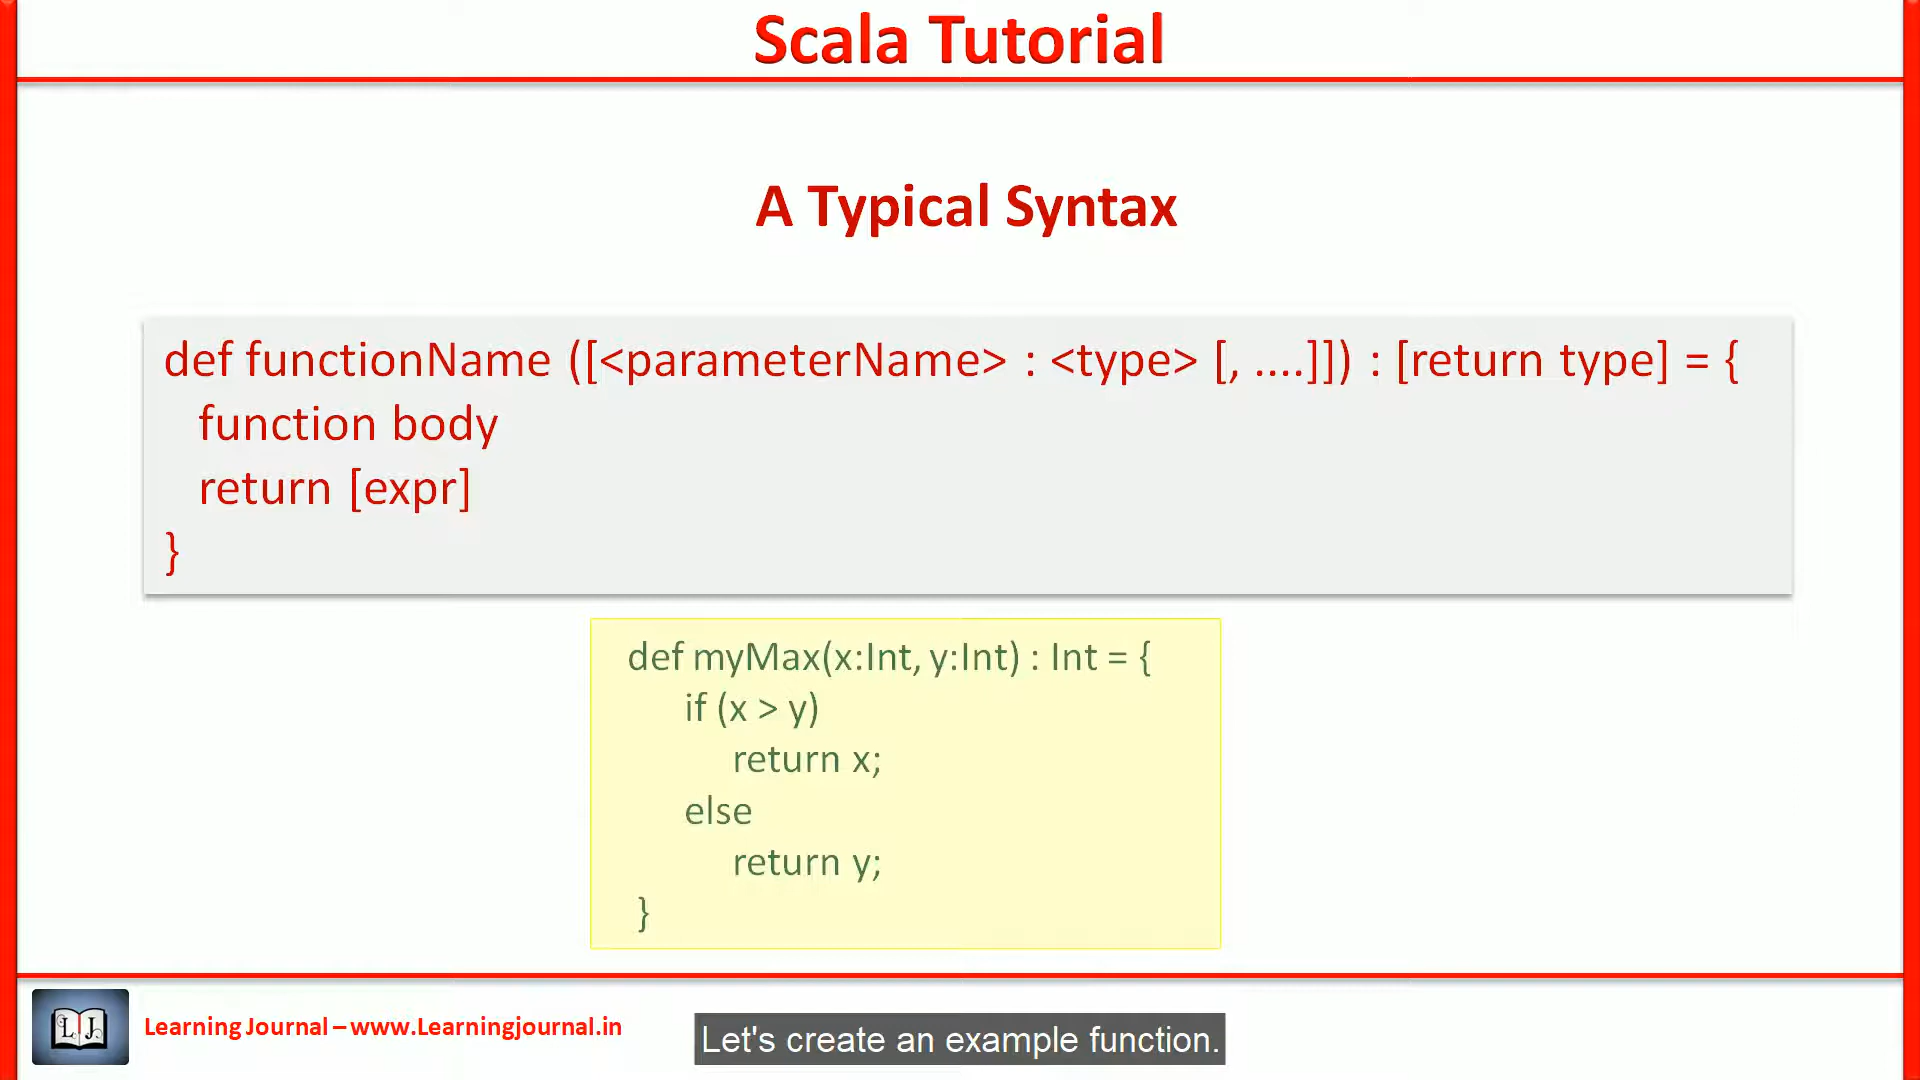 Scala Tutorial
A Typical Syntax
def functionName ([<parameterName> : <type> [, ....]]) : [return type] = {
function body
return [expr]
}
def myMax(x:Int, y:Int) : Int = {
if (x > y)
return x;
else
return y;
}
LJ
Learning Journal – www.Learningjournal.in
Let's create an example function.